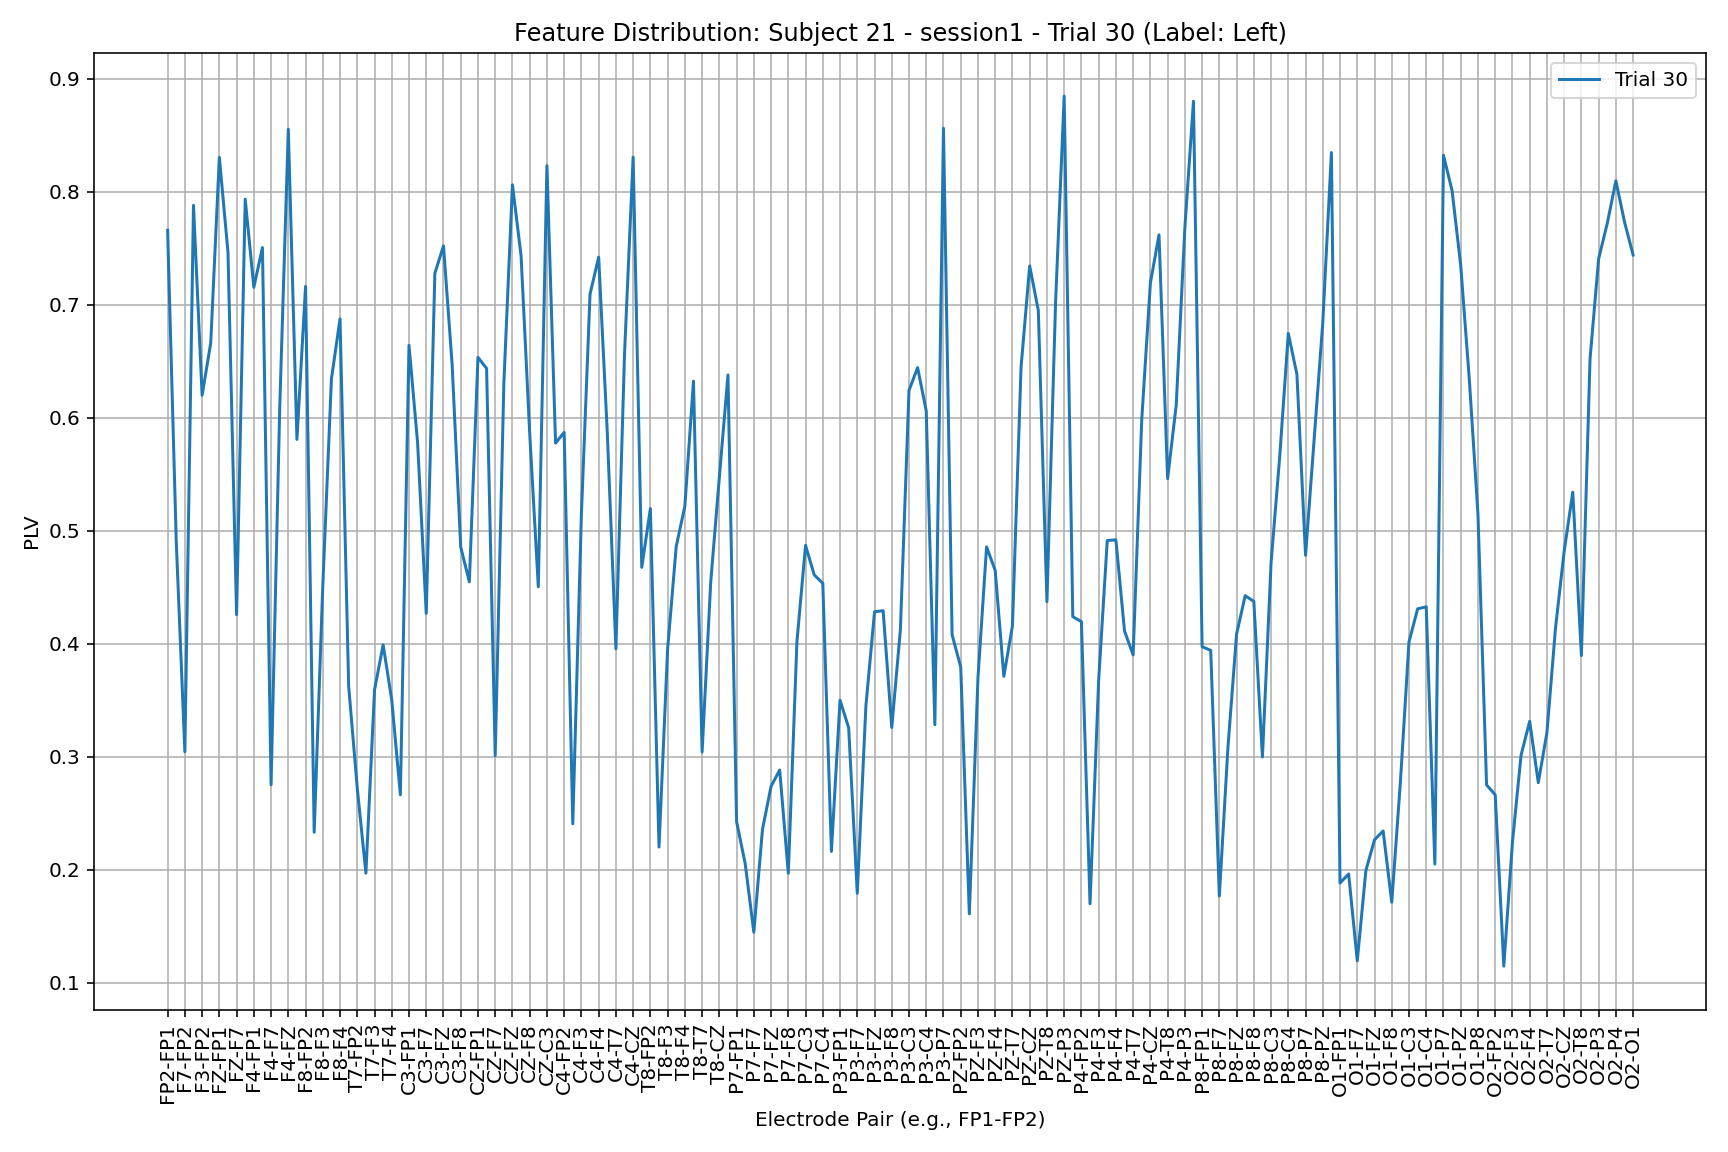 Feature Distribution: Subject 21 - session1 - Trial 30 (Label: Left)
Trial 30
0.9
0.8
0.7
0.6
0.5
0.4
0.3
0.2
0.1
PLV
FP2-FP1
F7-FP2
F3-FP2
FZ-FP1
FZ-F7
F4-FP1
F4-F7
F4-FZ
F8-FP2
F8-F3
F8-F4
T7-FP2
T7-F3
T7-F4
C3-FP1
C3-F7
C3-FZ
C3-F8
CZ-FP1
CZ-F7
CZ-FZ
CZ-F8
CZ-C3
C4-FP2
C4-F3
C4-F4
C4-T7
C4-CZ
T8-FP2
T8-F3
T8-F4
T8-T7
T8-CZ
P7-FP1
P7-F7
P7-FZ
P7-F8
P7-C3
P7-C4
P3-FP1
P3-F7
P3-FZ
P3-F8
P3-C3
P3-C4
P3-P7
PZ-FP2
PZ-F3
PZ-F4
PZ-T7
PZ-CZ
PZ-T8
PZ-P3
P4-FP2
P4-F3
P4-F4
P4-T7
P4-CZ
P4-T8
P4-P3
P8-FP1
P8-F7
P8-FZ
P8-F8
P8-C3
P8-C4
P8-P7
P8-PZ
O1-FP1
O1-F7
O1-FZ
O1-F8
O1-C3
O1-C4
O1-P7
O1-PZ
O1-P8
O2-FP2
O2-F3
O2-F4
O2-T7
O2-CZ
O2-T8
O2-P3
O2-P4
O2-O1
Electrode Pair (e.g., FP1-FP2)